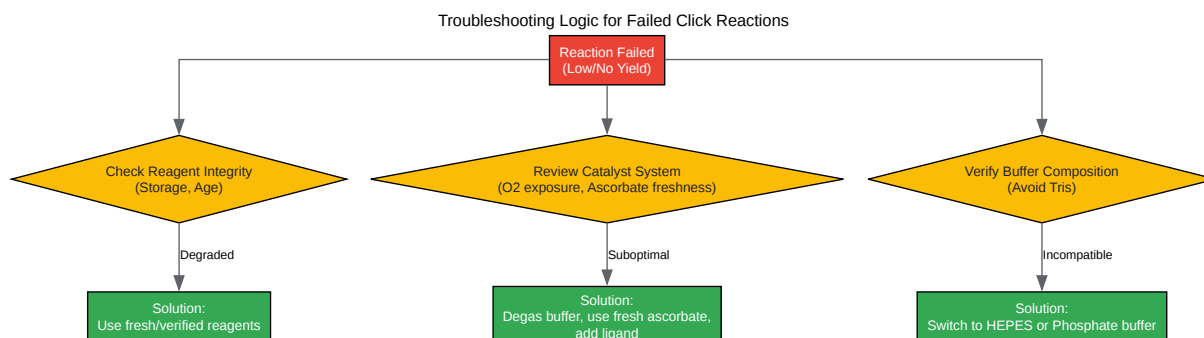 Troubleshooting Logic for Failed Click Reactions
Reaction Failed
(Low/No Yield)
Check Reagent Integrity
(Storage, Age)
Review Catalyst System
(O2 exposure, Ascorbate freshness)
Verify Buffer Composition
(Avoid Tris)
Degraded
Suboptimal
Incompatible
Solution:
Use fresh/verified reagents
Solution:
Degas buffer, use fresh ascorbate,
add ligand
Solution:
Switch to HEPES or Phosphate buffer